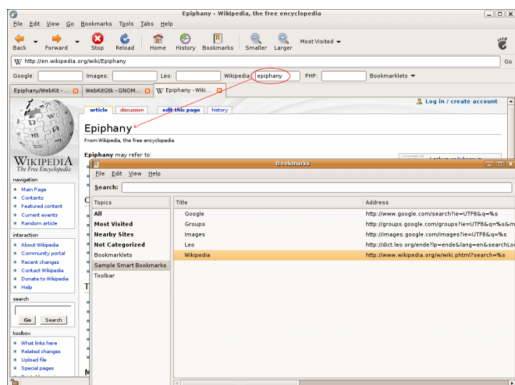 Epiphany - Wikipedia, the free encyclopedia
File Edit View Go Bookmarks Tools Tabs Help
Back Forward Stop Reload Home History Bookmarks Smaller Larger Most Visited
http://en.wikipedia.org/wiki/Epiphany Go
Google: Images: Leo: Wikipedia: epiphany PHP: Bookmarklets
Epiphany/WebKit - ... WebKitGtk - GNOM... Epiphany - Wiki...
Log in / create account
article discussion edit this page history
Epiphany
From Wikipedia, the free encyclopedia
Epiphany may refer to:
WIKIPEDIA
The Free Encyclopedia
navigation
Main Page
Contents
Featured content
Current events
Random article
interaction
About Wikipedia
Community portal
Recent changes
Contact Wikipedia
Donate to Wikipedia
Help
search
Go Search
toolbox
What links here
Related changes
Upload file
Special pages
Bookmarks
File Edit View Help
Search:
Topics Title Address
All
Most Visited
Nearby Sites
Not Categorized
Bookmarklets
Sample Smart Bookmarks
Toolbar
Google http://www.google.com/search?ie=UTF8&q=%s
Groups http://groups.google.com/groups?ie=UTF8&q=%s&m
Images http://images.google.com/images?ie=UTF8&q=%s
Leo http://dict.leo.org/ende?lp=ende&lang=en&searchLoc
Wikipedia http://www.wikipedia.org/w/wiki.phtml?search=%s